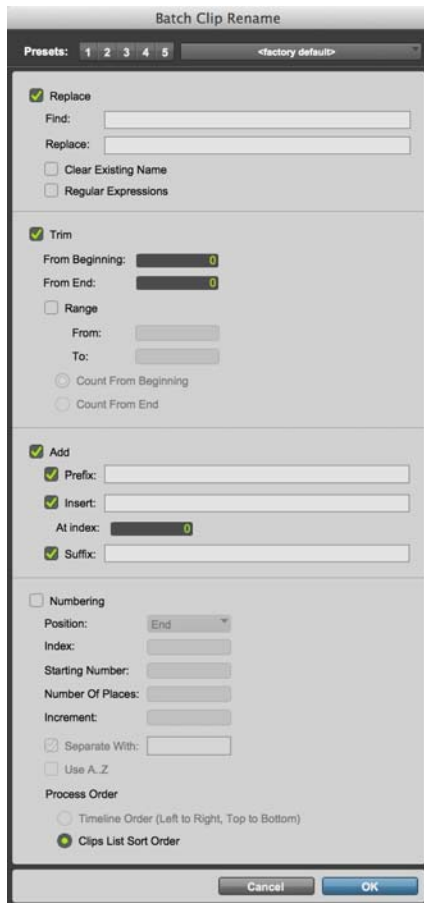 Batch Clip Rename
Presets: 1 2 3 4 5 <factory default>
Replace
Find:
Replace:
Clear Existing Name
Regular Expressions
Trim
From Beginning: 0
From End: 0
Range
From:
To:
Count From Beginning
Count From End
Add
Prefix:
Insert:
At index: 0
Suffix:
Numbering
Position: End
Index:
Starting Number:
Number Of Places:
Increment:
Separate With:
Use A..Z
Process Order
Timeline Order (Left to Right, Top to Bottom)
Clips List Sort Order
Cancel OK